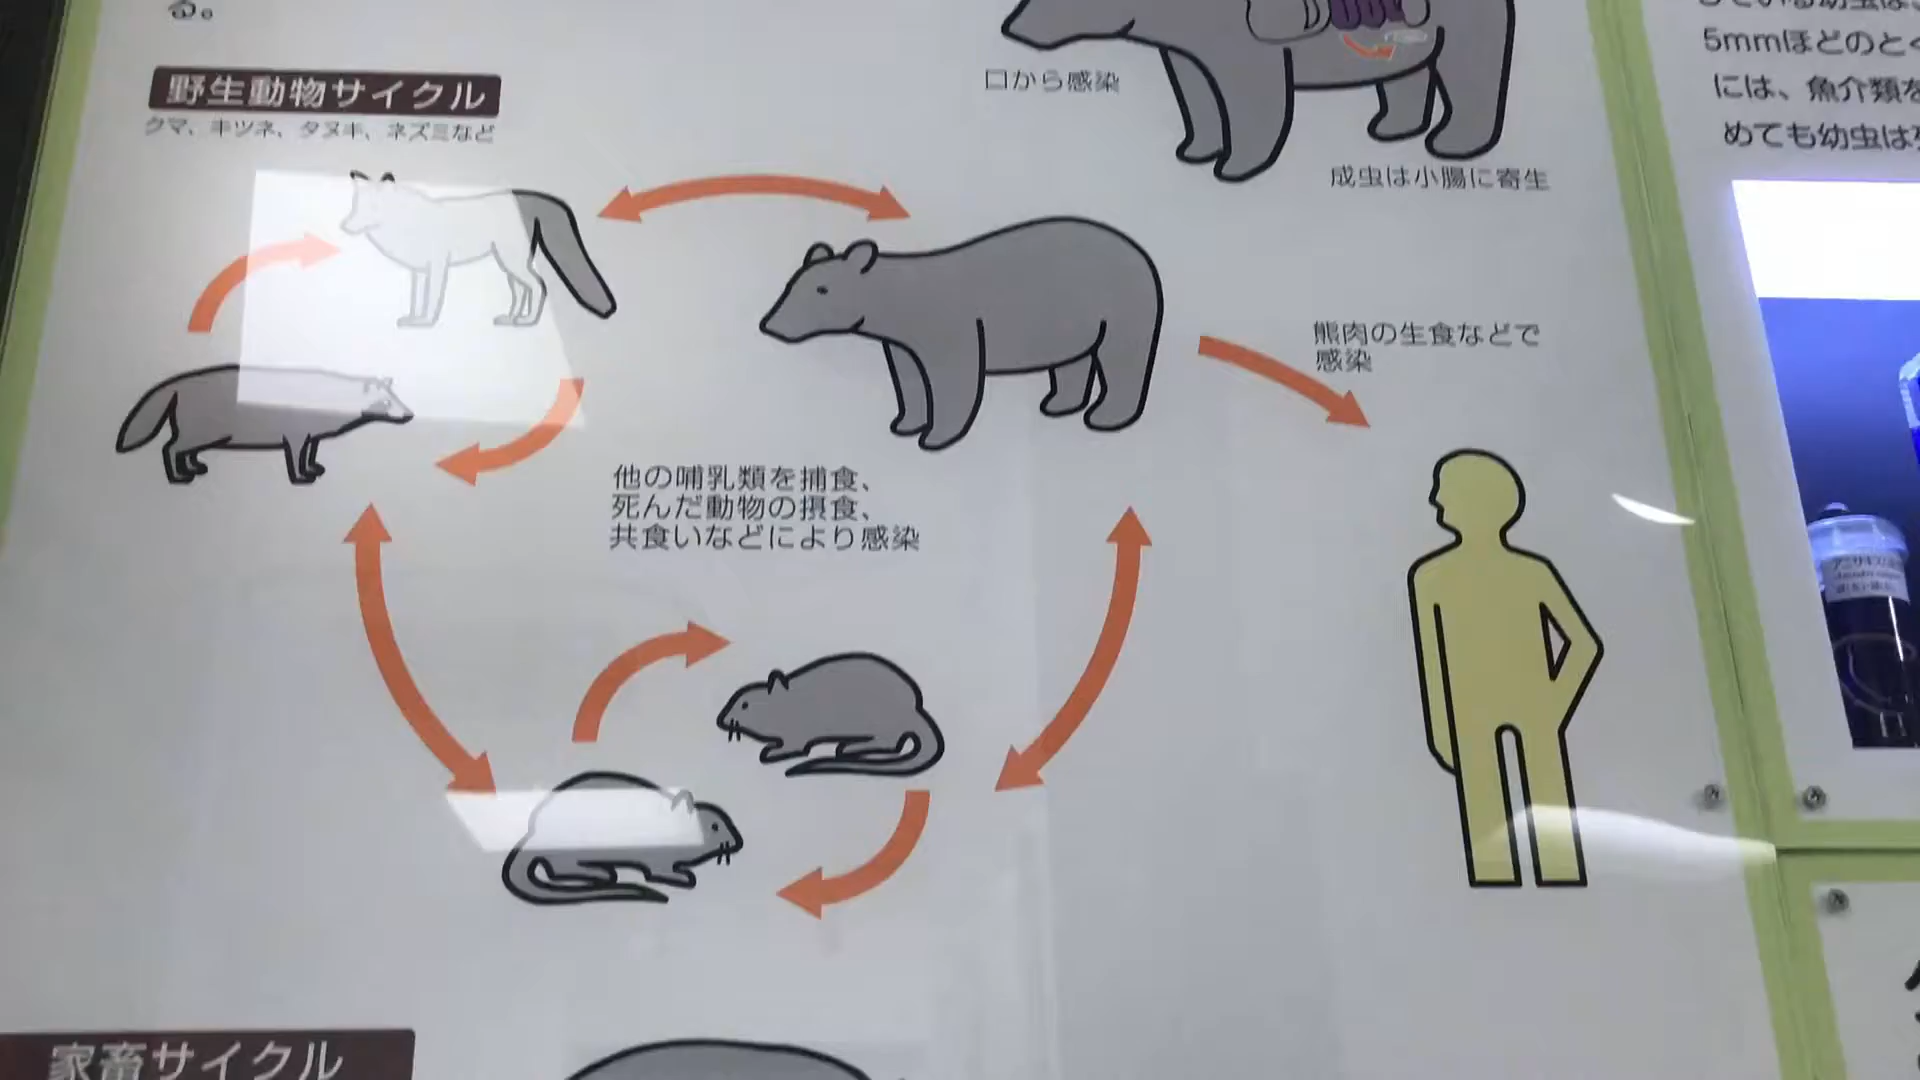 る。
野生動物サイクル
クマ、キツネ、タヌキ、ネズミなど
口から感染
成虫は小腸に寄生
熊肉の生食などで
感染
他の哺乳類を捕食、
死んだ動物の摂食、
共食いなどにより感染
家畜サイクル
5mmほどのとぐ
には、魚介類を
めても幼虫は